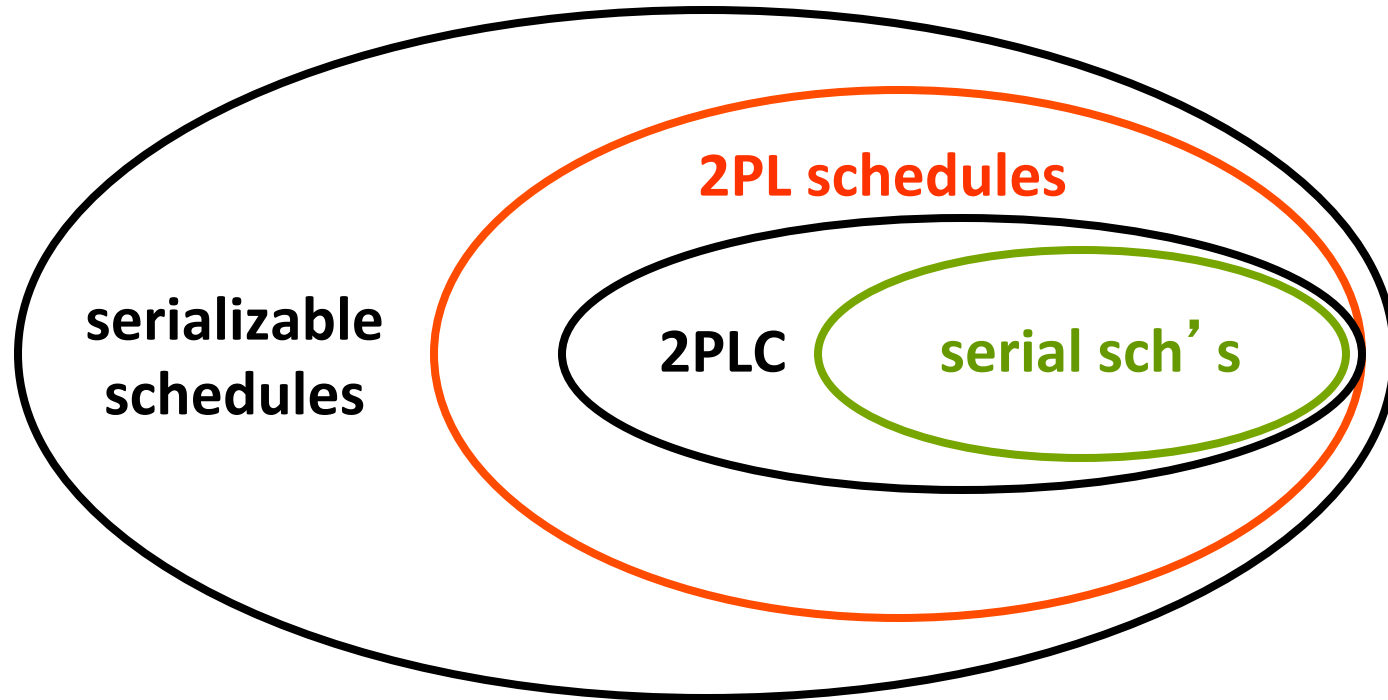 2PL schedules
serializable
schedules
2PLC
serial sch’ s